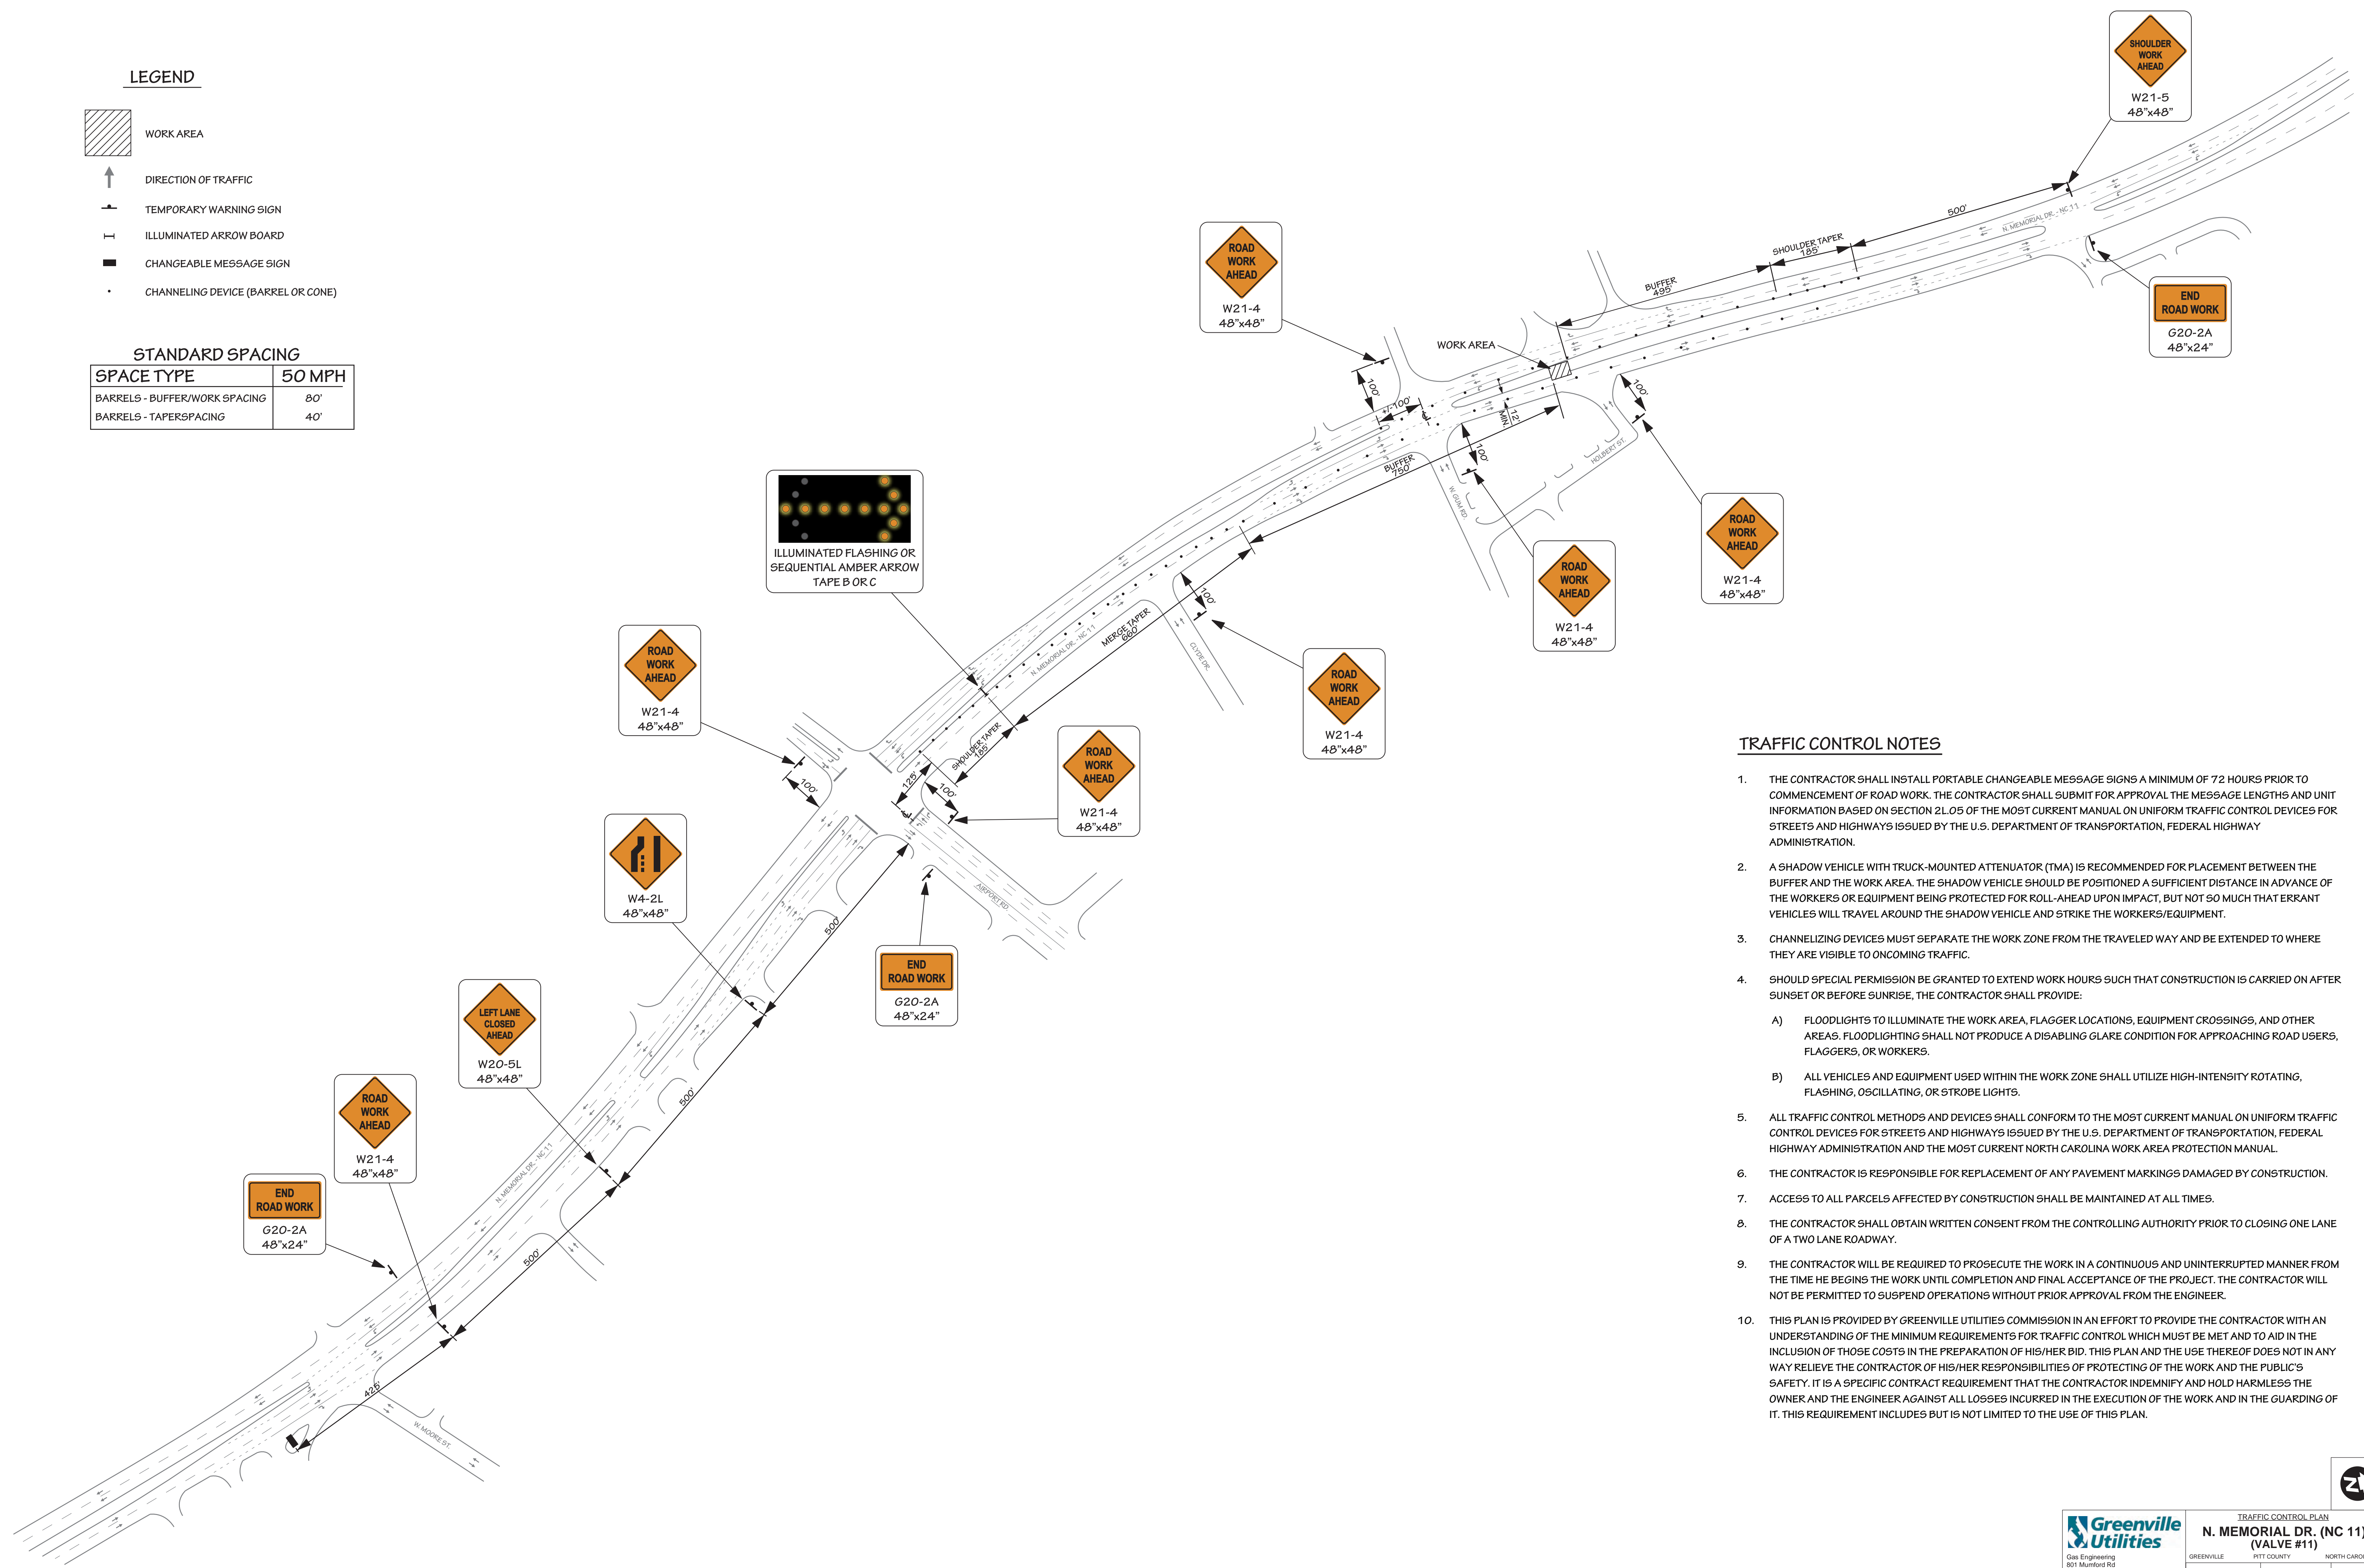 LEGEND
WORK AREA
DIRECTION OF TRAFFIC
TEMPORARY WARNING SIGN
ILLUMINATED ARROW BOARD
CHANGEABLE MESSAGE SIGN
CHANNELING DEVICE (BARREL OR CONE)
STANDARD SPACING
SPACE TYPE 50 MPH
BARRELS - BUFFER/WORK SPACING 80'
BARRELS - TAPERSPACING 40'
SHOULDER
WORK
AHEAD
W21-5
48"x48"
500'
N. MEMORIAL DR. - NC 11
SHOULDER TAPER
185'
BUFFER
495'
END
ROAD WORK
G20-2A
48"x24"
ROAD
WORK
AHEAD
W21-4
48"x48"
100'
WORK AREA
+/-100'
12'
MIN.
100'
HOLBERT ST.
100'
W. GUM RD.
BUFFER
750'
ROAD
WORK
AHEAD
W21-4
48"x48"
ROAD
WORK
AHEAD
W21-4
48"x48"
ILLUMINATED FLASHING OR
SEQUENTIAL AMBER ARROW
TAPE B OR C
100'
CLYDE DR.
MERGE TAPER
660'
N. MEMORIAL DR. - NC 11
ROAD
WORK
AHEAD
W21-4
48"x48"
ROAD
WORK
AHEAD
W21-4
48"x48"
100'
SHOULDER TAPER
185'
125'
100'
ROAD
WORK
AHEAD
W21-4
48"x48"
AIRPORT RD.
W4-2L
48"x48"
500'
END
ROAD WORK
G20-2A
48"x24"
LEFT LANE
CLOSED
AHEAD
W20-5L
48"x48"
500'
ROAD
WORK
AHEAD
W21-4
48"x48"
N. MEMORIAL DR. - NC 11
END
ROAD WORK
G20-2A
48"x24"
500'
425'
W. MOORE ST.
TRAFFIC CONTROL NOTES
1. THE CONTRACTOR SHALL INSTALL PORTABLE CHANGEABLE MESSAGE SIGNS A MINIMUM OF 72 HOURS PRIOR TO
COMMENCEMENT OF ROAD WORK. THE CONTRACTOR SHALL SUBMIT FOR APPROVAL THE MESSAGE LENGTHS AND UNIT
INFORMATION BASED ON SECTION 2L.05 OF THE MOST CURRENT MANUAL ON UNIFORM TRAFFIC CONTROL DEVICES FOR
STREETS AND HIGHWAYS ISSUED BY THE U.S. DEPARTMENT OF TRANSPORTATION, FEDERAL HIGHWAY
ADMINISTRATION.
2. A SHADOW VEHICLE WITH TRUCK-MOUNTED ATTENUATOR (TMA) IS RECOMMENDED FOR PLACEMENT BETWEEN THE
BUFFER AND THE WORK AREA. THE SHADOW VEHICLE SHOULD BE POSITIONED A SUFFICIENT DISTANCE IN ADVANCE OF
THE WORKERS OR EQUIPMENT BEING PROTECTED FOR ROLL-AHEAD UPON IMPACT, BUT NOT SO MUCH THAT ERRANT
VEHICLES WILL TRAVEL AROUND THE SHADOW VEHICLE AND STRIKE THE WORKERS/EQUIPMENT.
3. CHANNELIZING DEVICES MUST SEPARATE THE WORK ZONE FROM THE TRAVELED WAY AND BE EXTENDED TO WHERE
THEY ARE VISIBLE TO ONCOMING TRAFFIC.
4. SHOULD SPECIAL PERMISSION BE GRANTED TO EXTEND WORK HOURS SUCH THAT CONSTRUCTION IS CARRIED ON AFTER
SUNSET OR BEFORE SUNRISE, THE CONTRACTOR SHALL PROVIDE:
A) FLOODLIGHTS TO ILLUMINATE THE WORK AREA, FLAGGER LOCATIONS, EQUIPMENT CROSSINGS, AND OTHER
AREAS. FLOODLIGHTING SHALL NOT PRODUCE A DISABLING GLARE CONDITION FOR APPROACHING ROAD USERS,
FLAGGERS, OR WORKERS.
B) ALL VEHICLES AND EQUIPMENT USED WITHIN THE WORK ZONE SHALL UTILIZE HIGH-INTENSITY ROTATING,
FLASHING, OSCILLATING, OR STROBE LIGHTS.
5. ALL TRAFFIC CONTROL METHODS AND DEVICES SHALL CONFORM TO THE MOST CURRENT MANUAL ON UNIFORM TRAFFIC
CONTROL DEVICES FOR STREETS AND HIGHWAYS ISSUED BY THE U.S. DEPARTMENT OF TRANSPORTATION, FEDERAL
HIGHWAY ADMINISTRATION AND THE MOST CURRENT NORTH CAROLINA WORK AREA PROTECTION MANUAL.
6. THE CONTRACTOR IS RESPONSIBLE FOR REPLACEMENT OF ANY PAVEMENT MARKINGS DAMAGED BY CONSTRUCTION.
7. ACCESS TO ALL PARCELS AFFECTED BY CONSTRUCTION SHALL BE MAINTAINED AT ALL TIMES.
8. THE CONTRACTOR SHALL OBTAIN WRITTEN CONSENT FROM THE CONTROLLING AUTHORITY PRIOR TO CLOSING ONE LANE
OF A TWO LANE ROADWAY.
9. THE CONTRACTOR WILL BE REQUIRED TO PROSECUTE THE WORK IN A CONTINUOUS AND UNINTERRUPTED MANNER FROM
THE TIME HE BEGINS THE WORK UNTIL COMPLETION AND FINAL ACCEPTANCE OF THE PROJECT. THE CONTRACTOR WILL
NOT BE PERMITTED TO SUSPEND OPERATIONS WITHOUT PRIOR APPROVAL FROM THE ENGINEER.
10. THIS PLAN IS PROVIDED BY GREENVILLE UTILITIES COMMISSION IN AN EFFORT TO PROVIDE THE CONTRACTOR WITH AN
UNDERSTANDING OF THE MINIMUM REQUIREMENTS FOR TRAFFIC CONTROL WHICH MUST BE MET AND TO AID IN THE
INCLUSION OF THOSE COSTS IN THE PREPARATION OF HIS/HER BID. THIS PLAN AND THE USE THEREOF DOES NOT IN ANY
WAY RELIEVE THE CONTRACTOR OF HIS/HER RESPONSIBILITIES OF PROTECTING OF THE WORK AND THE PUBLIC'S
SAFETY. IT IS A SPECIFIC CONTRACT REQUIREMENT THAT THE CONTRACTOR INDEMNIFY AND HOLD HARMLESS THE
OWNER AND THE ENGINEER AGAINST ALL LOSSES INCURRED IN THE EXECUTION OF THE WORK AND IN THE GUARDING OF
IT. THIS REQUIREMENT INCLUDES BUT IS NOT LIMITED TO THE USE OF THIS PLAN.
Greenville
Utilities
Gas Engineering
801 Mumford Rd
TRAFFIC CONTROL PLAN
N. MEMORIAL DR. (NC 11)
(VALVE #11)
GREENVILLE PITT COUNTY NORTH